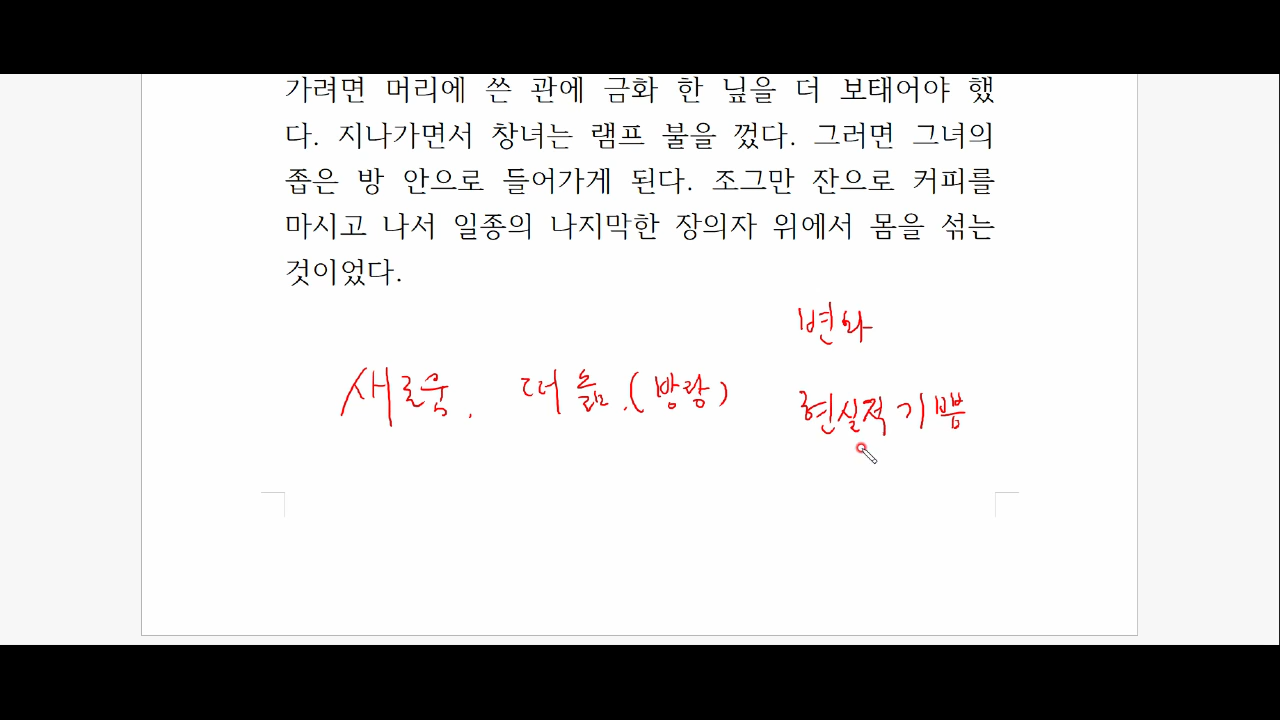 가려면 머리에 쓴 관에 금화 한 닢을 더 보태어야 했
다. 지나가면서 창녀는 램프 불을 껐다. 그러면 그녀의
좁은 방 안으로 들어가게 된다. 조그만 잔으로 커피를
마시고 나서 일종의 나지막한 장의자 위에서 몸을 섞는
것이었다.
변화
새로움. 떠돎.(방랑)
현실적 기쁨